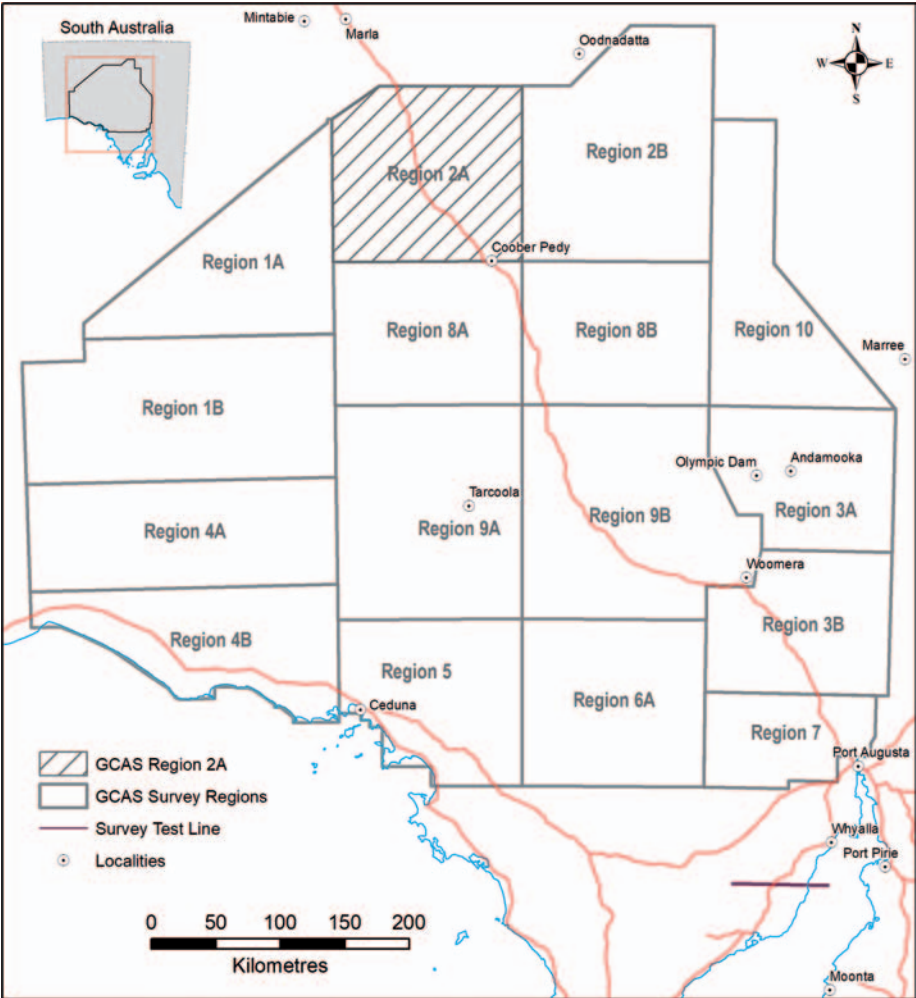 Mintabie
Marla
South Australia
Oodnadatta
N
W E
S
Region 2B
Region 2A
Coober Pedy
Region 1A
Region 8A
Region 8B
Region 10
Marree
Region 1B
Olympic Dam
Andamooka
Tarcoola
Region 3A
Region 9B
Region 9A
Region 4A
Woomera
Region 3B
Region 4B
Region 5
Region 6A
Ceduna
Region 7
Port Augusta
GCAS Region 2A
GCAS Survey Regions
Survey Test Line
Whyalla
Localities
Port Pirie
0 50 100 150 200
Kilometres
Moonta